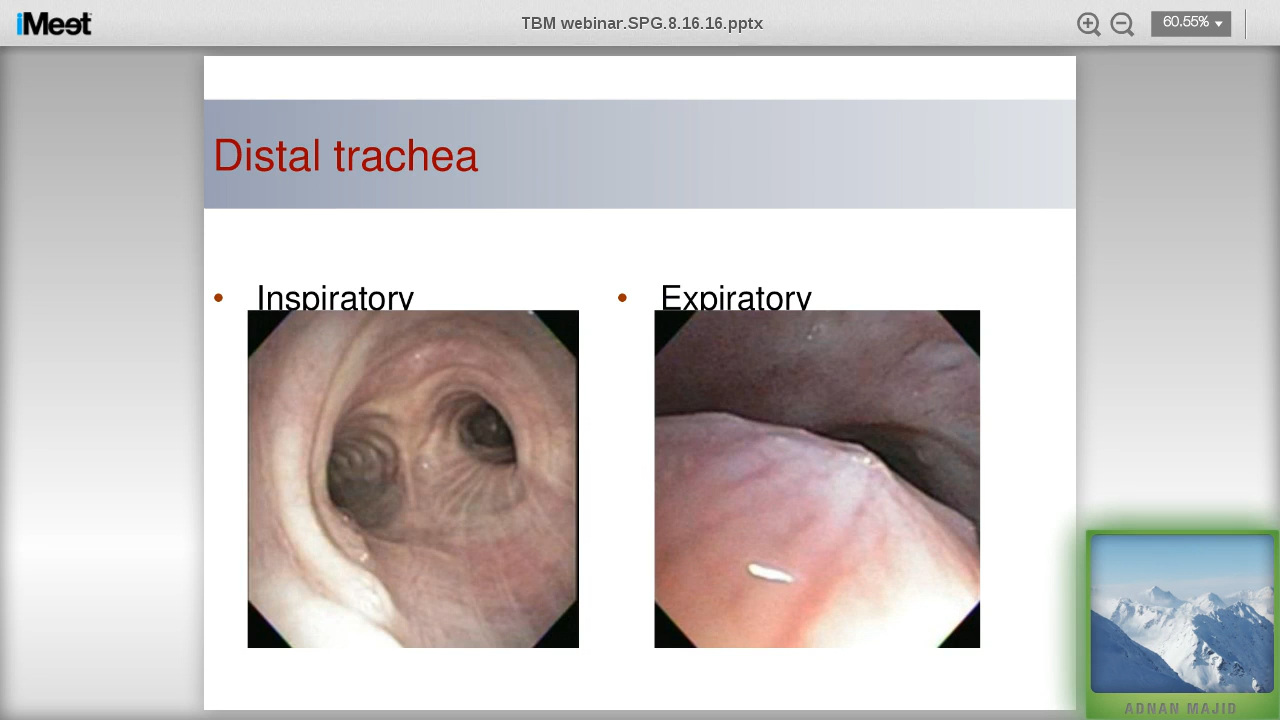 iMeet
TBM webinar.SPG.8.16.16.pptx
60.55%
Distal trachea
• Inspiratory
• Expiratory
ADNAN MAJID